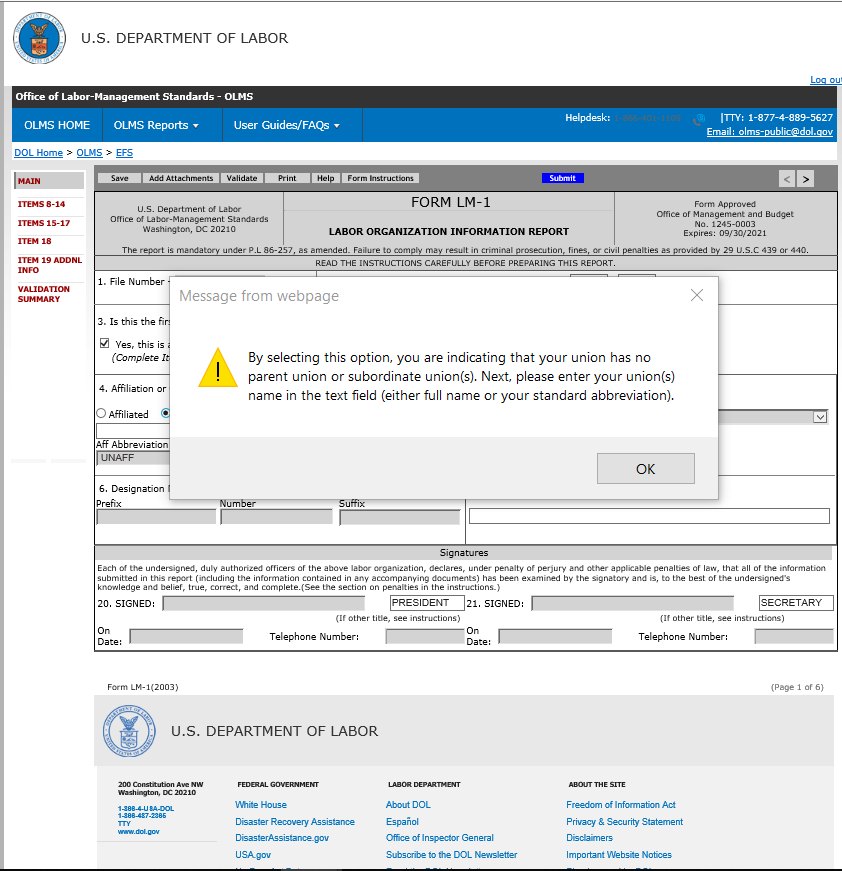 U.S. DEPARTMENT OF LABOR
Log out
Office of Labor-Management Standards - OLMS
OLMS HOME OLMS Reports User Guides/FAQs
Helpdesk: |TTY: 1-877-4-889-5627
Email: olms-public@dol.gov
DOL Home > OLMS > EFS
MAIN
ITEMS 8-14
ITEMS 15-17
ITEM 18
ITEM 19 ADDNL
INFO
VALIDATION
SUMMARY
Save Add Attachments Validate Print Help Form Instructions Submit < >
U.S. Department of Labor
Office of Labor-Management Standards
Washington, DC 20210
FORM LM-1
LABOR ORGANIZATION INFORMATION REPORT
Form Approved
Office of Management and Budget
No. 1245-0003
Expires: 09/30/2021
The report is mandatory under P.L 86-257, as amended. Failure to comply may result in criminal prosecution, fines, or civil penalties as provided by 29 U.S.C 439 or 440.
READ THE INSTRUCTIONS CAREFULLY BEFORE PREPARING THIS REPORT.
1. File Number -
3. Is this the fir
Yes, this is a
(Complete It
4. Affiliation or
Affiliated
Aff Abbreviation
UNAFF
Message from webpage
By selecting this option, you are indicating that your union has no
parent union or subordinate union(s). Next, please enter your union(s)
name in the text field (either full name or your standard abbreviation).
OK
6. Designation
Prefix Number Suffix
Signatures
Each of the undersigned, duly authorized officers of the above labor organization, declares, under penalty of perjury and other applicable penalties of law, that all of the information
submitted in this report (including the information contained in any accompanying documents) has been examined by the signatory and is, to the best of the undersigned's
knowledge and belief, true, correct, and complete.(See the section on penalties in the instructions.)
20. SIGNED: PRESIDENT 21. SIGNED: SECRETARY
(If other title, see instructions) (If other title, see instructions)
On
Date: Telephone Number: On
Date: Telephone Number:
Form LM-1(2003) (Page 1 of 6)
U.S. DEPARTMENT OF LABOR
200 Constitution Ave NW
Washington, DC 20210
1-866-4-USA-DOL
1-866-487-2365
TTY
www.dol.gov
FEDERAL GOVERNMENT
White House
Disaster Recovery Assistance
DisasterAssistance.gov
USA.gov
LABOR DEPARTMENT
About DOL
Español
Office of Inspector General
Subscribe to the DOL Newsletter
ABOUT THE SITE
Freedom of Information Act
Privacy & Security Statement
Disclaimers
Important Website Notices